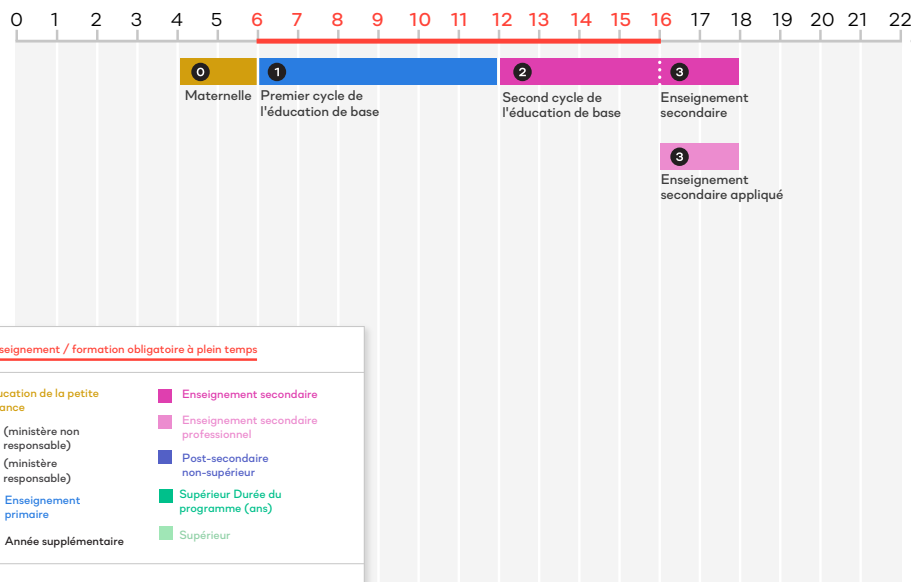 0 1 2 3 4 5 6 7 8 9 10 11 12 13 14 15 16 17 18 19 20 21 22
0 1 2 3
Maternelle Premier cycle de
l'éducation de base
Second cycle de
l'éducation de base
Enseignement
secondaire
3
Enseignement
secondaire appliqué
seignement / formation obligatoire à plein temps
ucation de la petite
ance
(ministère non
responsable)
(ministère
responsable)
Enseignement
primaire
Année supplémentaire
Enseignement secondaire
Enseignement secondaire
professionnel
Post-secondaire
non-supérieur
Supérieur Durée du
programme (ans)
Supérieur